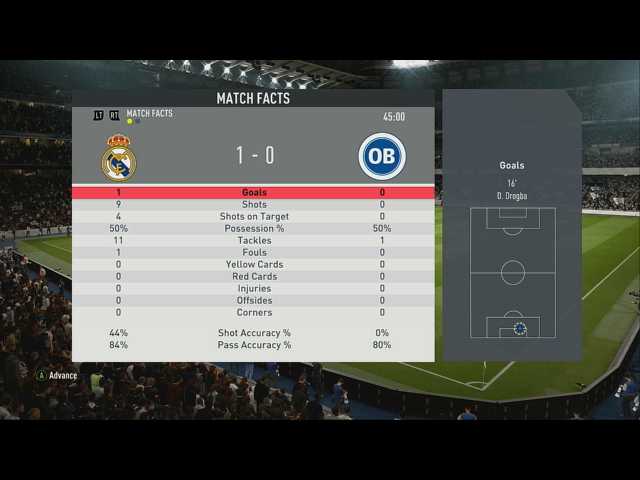 MATCH FACTS
LT RT MATCH FACTS
45:00
1 - 0
OB
1 Goals 0
9 Shots 0
4 Shots on Target 0
50% Possession % 50%
11 Tackles 1
1 Fouls 0
0 Yellow Cards 0
0 Red Cards 0
0 Injuries 0
0 Offsides 0
0 Corners 0
44% Shot Accuracy % 0%
84% Pass Accuracy % 80%
Goals
16'
D. Drogba
A Advance